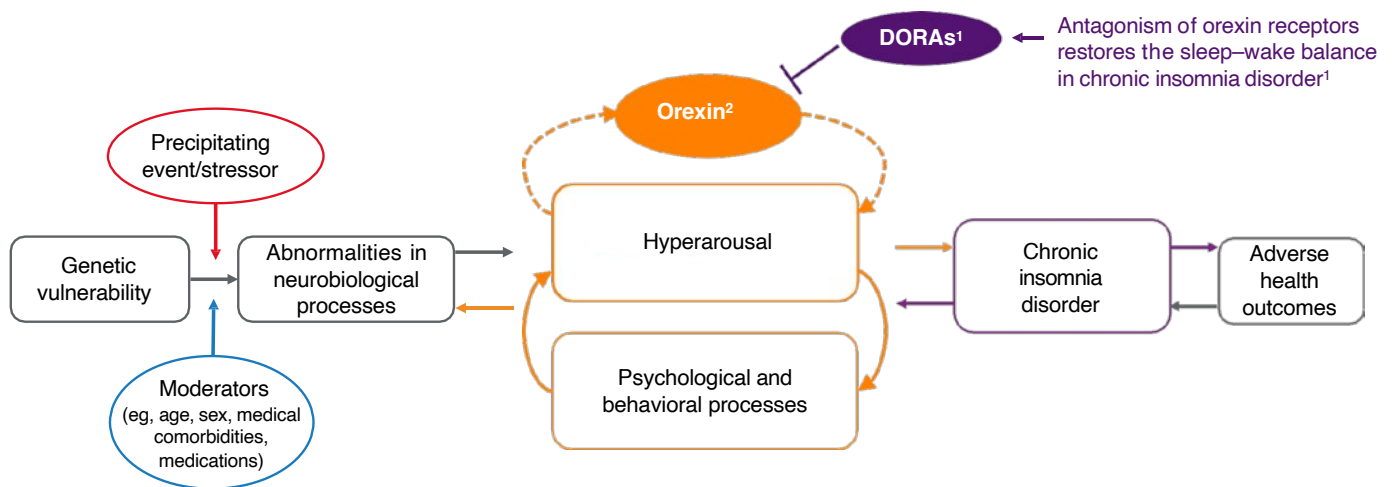 DORAs¹
Antagonism of orexin receptors
restores the sleep–wake balance
in chronic insomnia disorder¹
Orexin²
Precipitating
event/stressor
Genetic
vulnerability
Abnormalities in
neurobiological
processes
Hyperarousal
Chronic
insomnia
disorder
Adverse
health
outcomes
Moderators
(eg, age, sex, medical
comorbidities,
medications)
Psychological and
behavioral processes